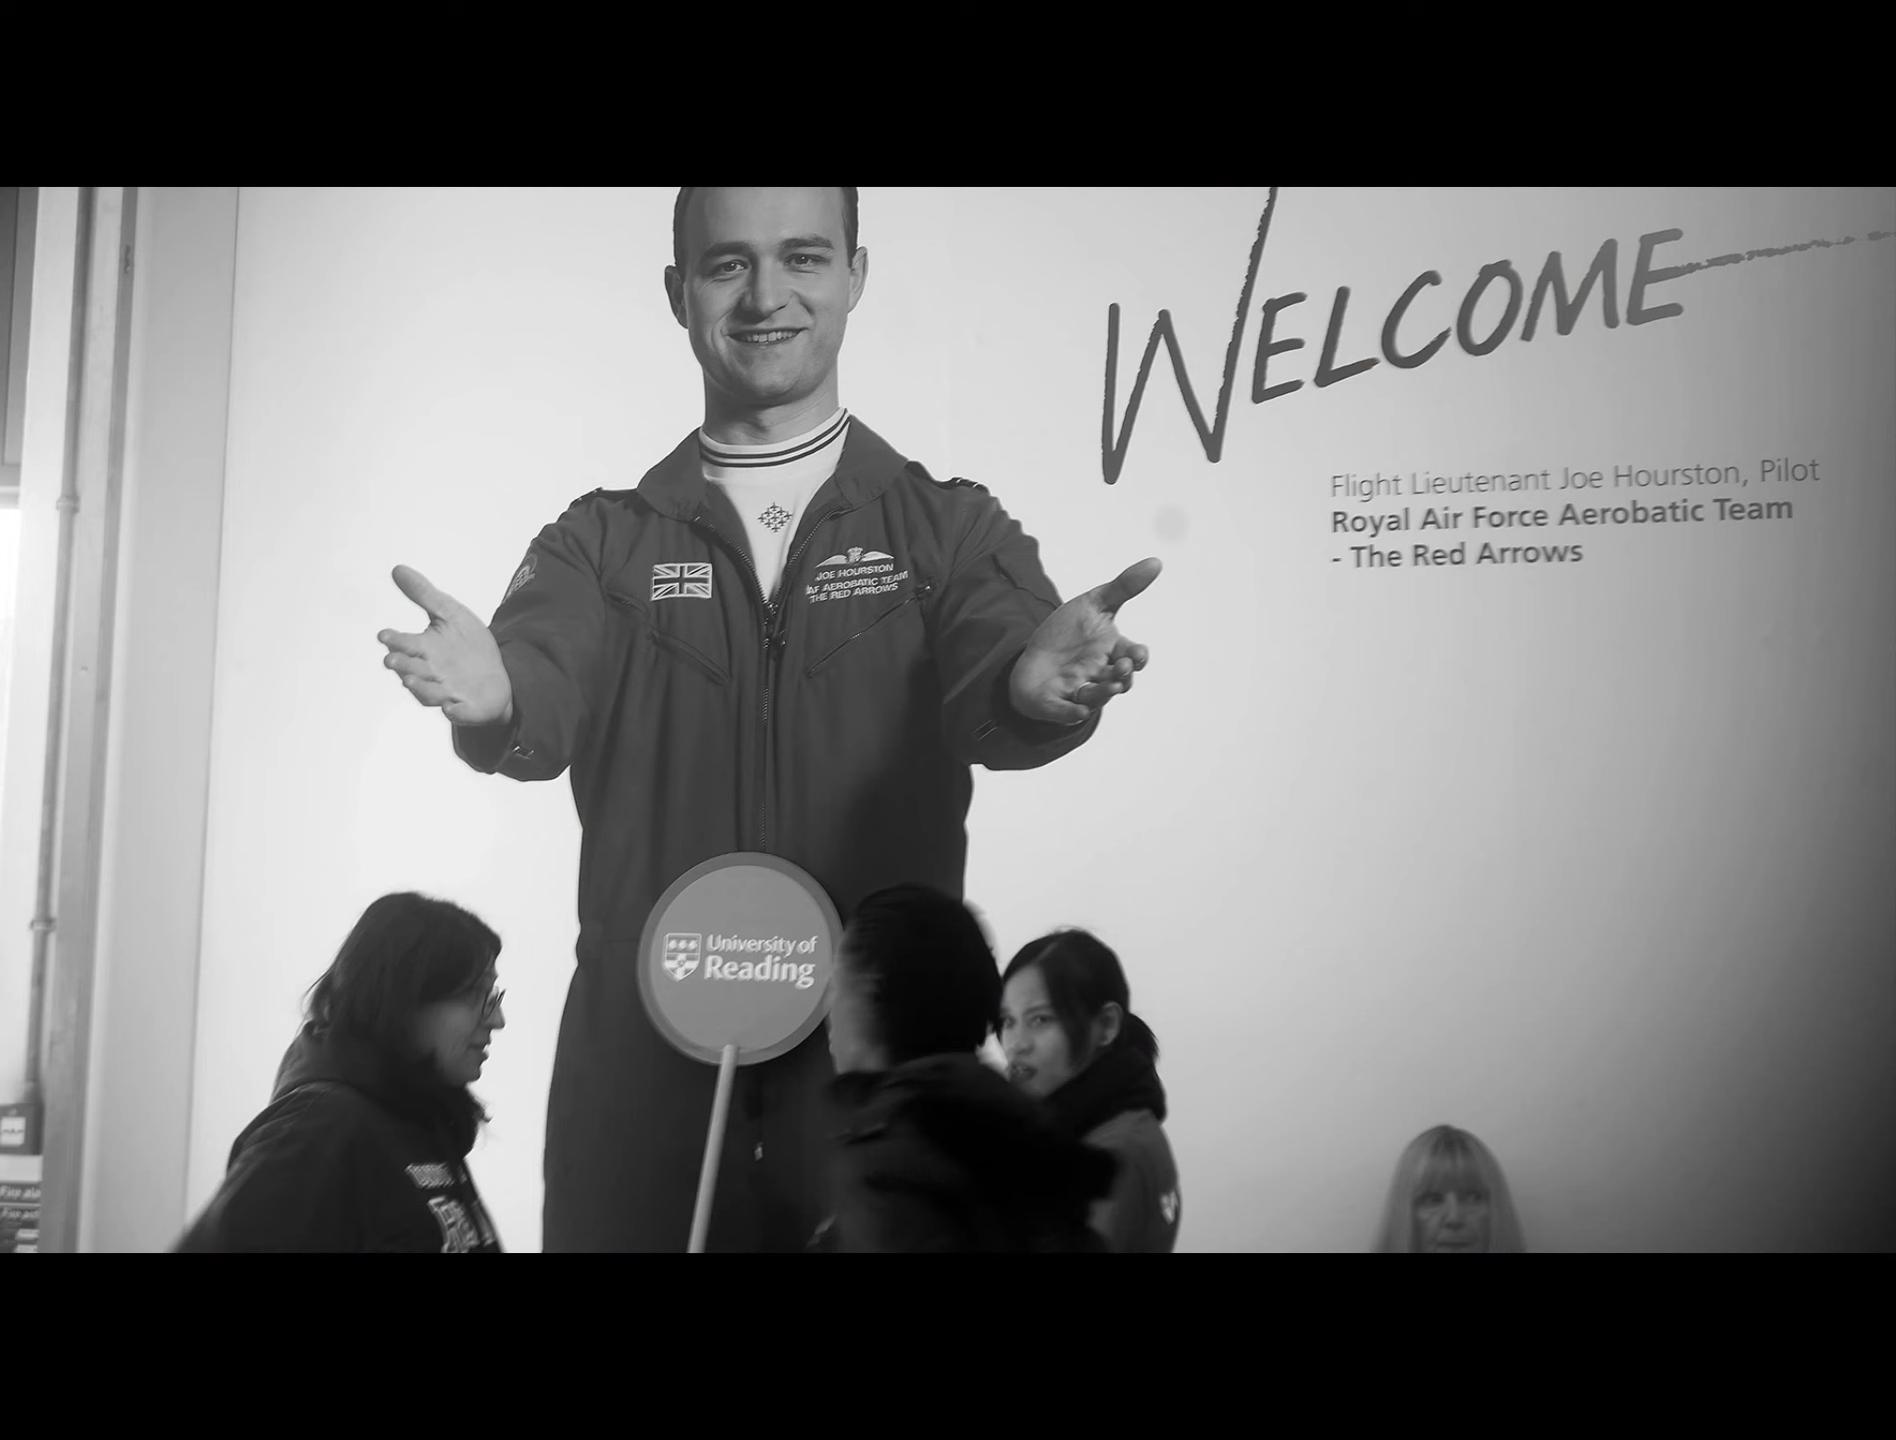 WELCOME
Flight Lieutenant Joe Hourston, Pilot
Royal Air Force Aerobatic Team
- The Red Arrows
JOE HOURSTON
AF AEROBATIC TEAM
THE RED ARROWS
University of
Reading